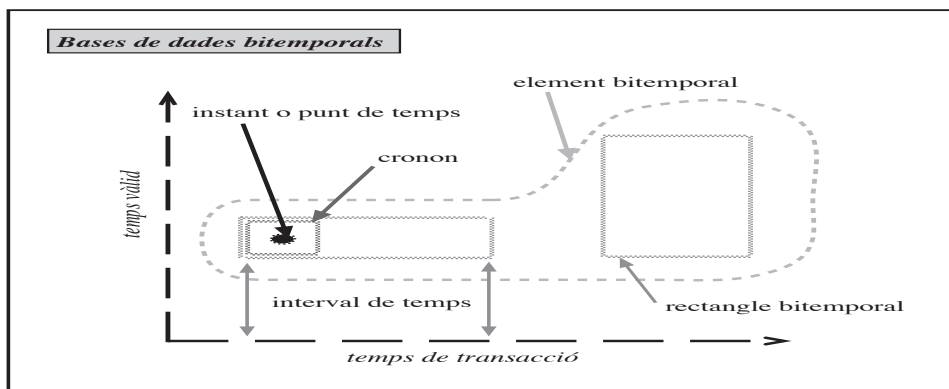 Bases de dades bitemporals
element bitemporal
instant o punt de temps
cronon
temps vàlid
interval de temps
rectangle bitemporal
temps de transacció